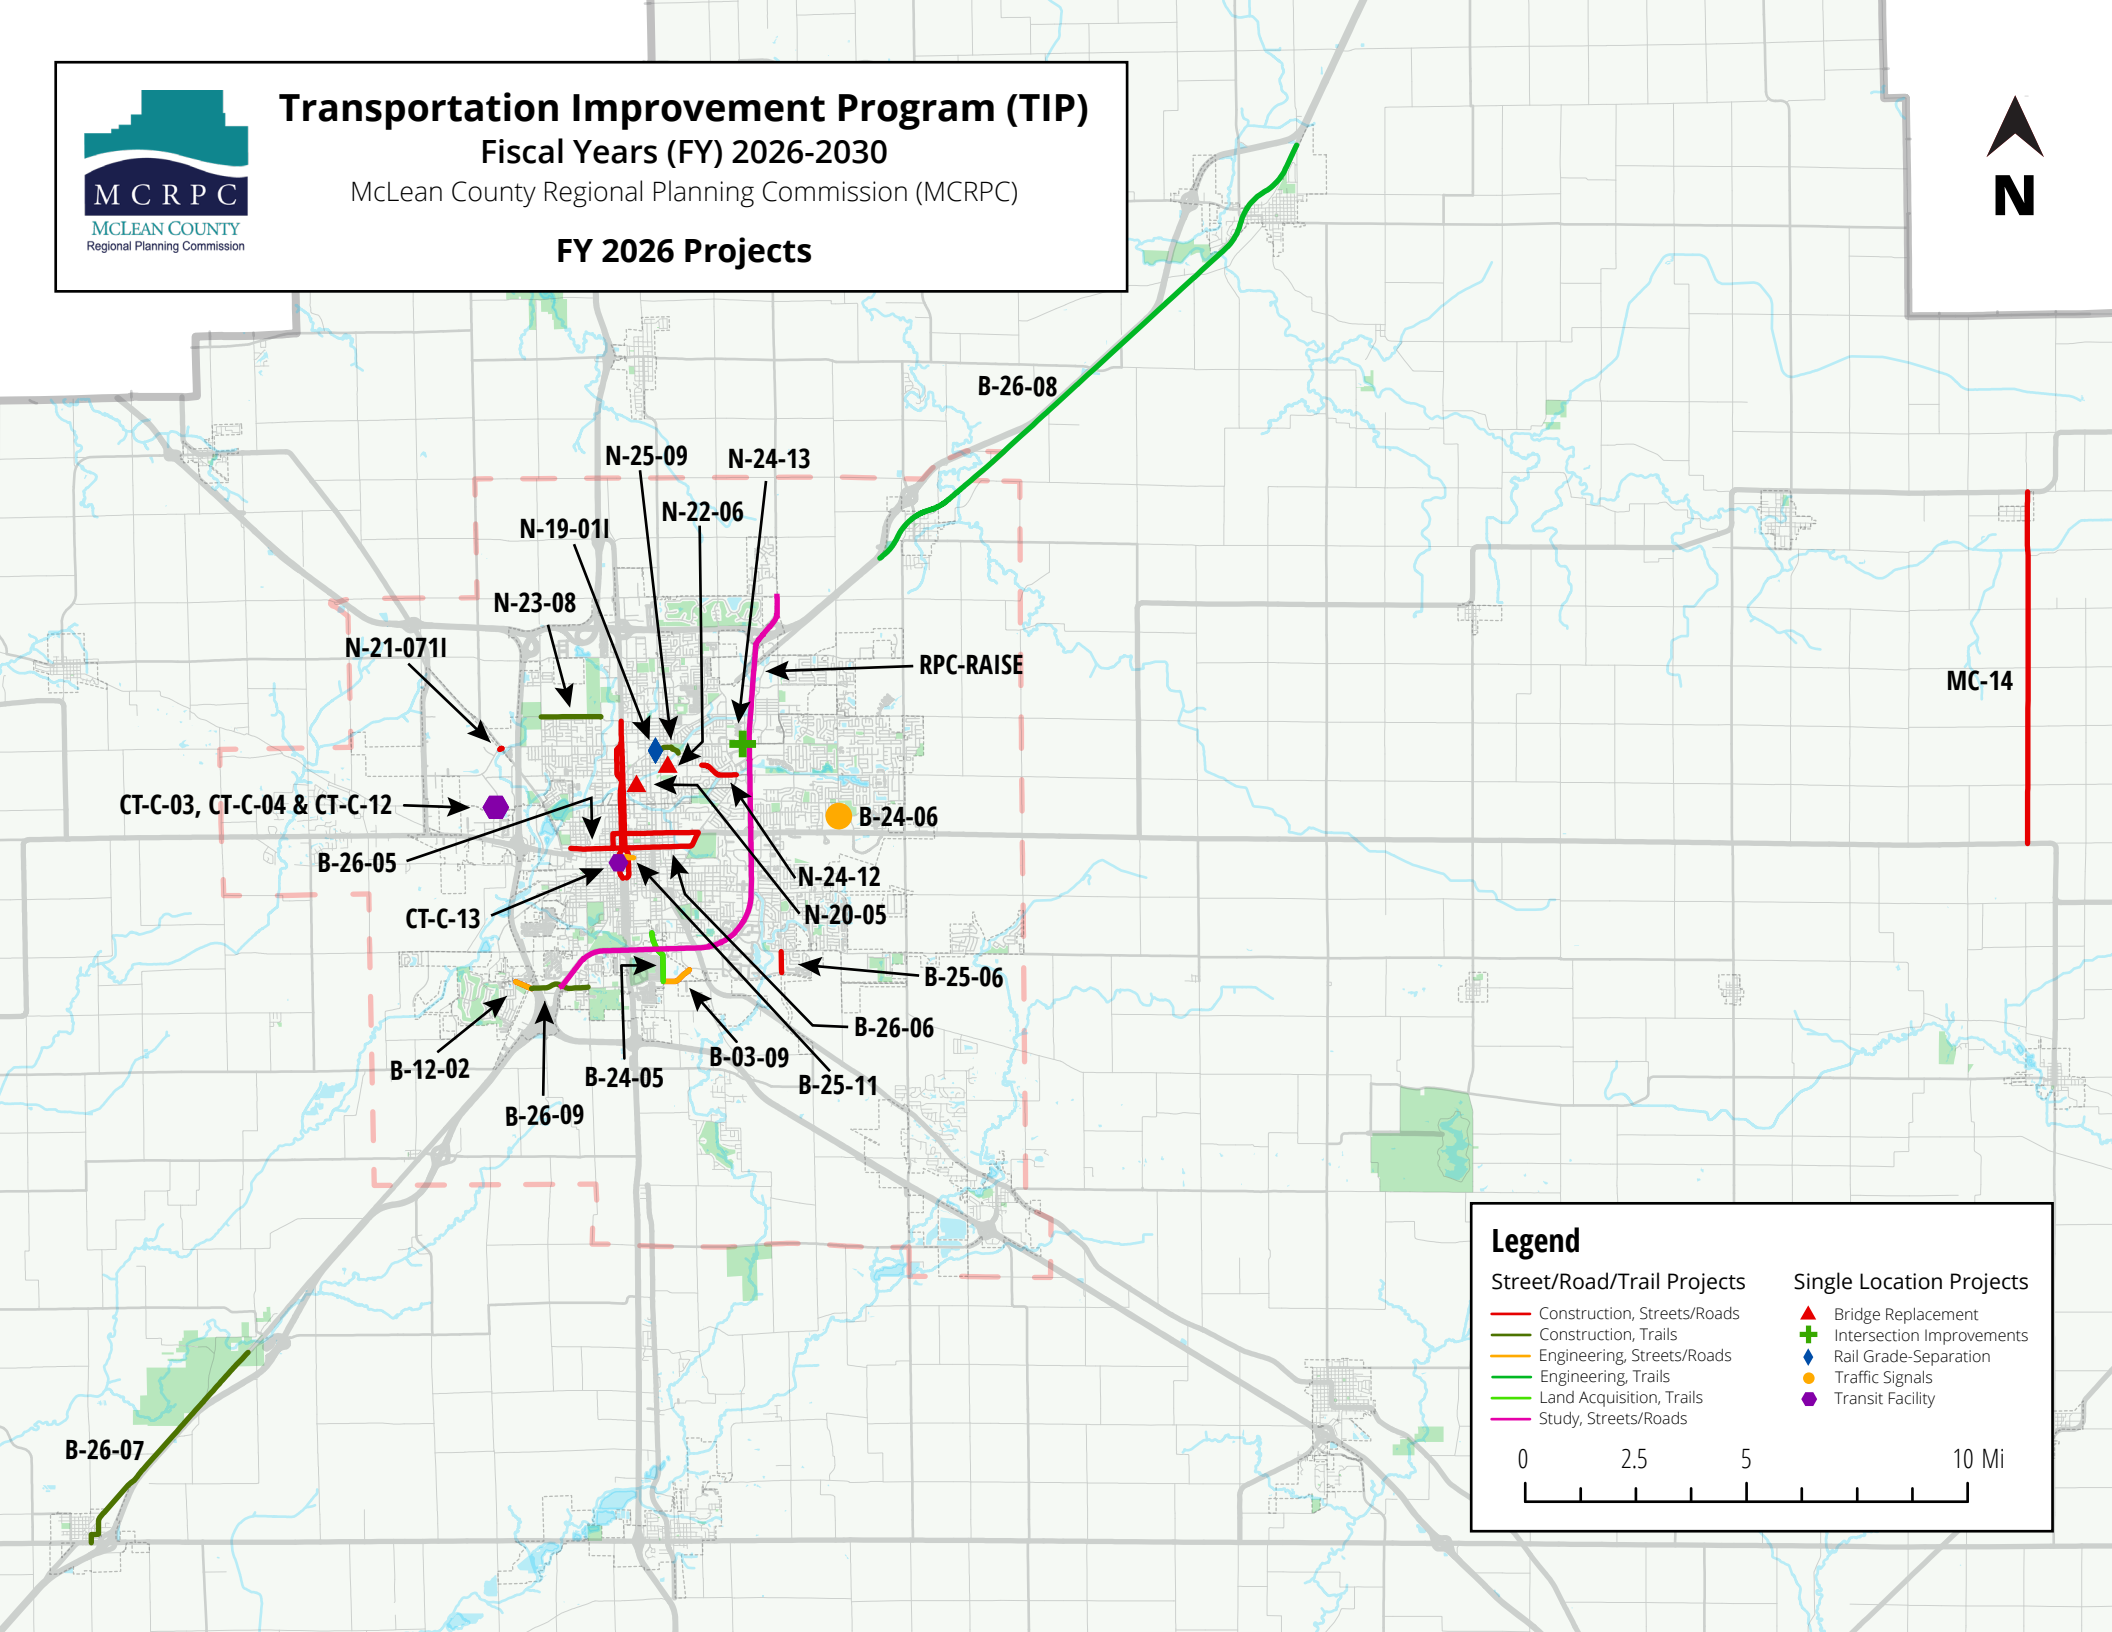 Transportation Improvement Program (TIP)
Fiscal Years (FY) 2026-2030
McLean County Regional Planning Commission (MCRPC)
FY 2026 Projects
MCRPC
MCLEAN COUNTY
Regional Planning Commission
N
B-26-08
N-25-09
N-24-13
N-22-06
N-19-01I
N-23-08
N-21-071I
RPC-RAISE
MC-14
CT-C-03, CT-C-04 & CT-C-12
B-24-06
B-26-05
N-24-12
CT-C-13
N-20-05
B-25-06
B-26-06
B-12-02
B-03-09
B-24-05
B-25-11
B-26-09
B-26-07
Legend
Street/Road/Trail Projects
Construction, Streets/Roads
Construction, Trails
Engineering, Streets/Roads
Engineering, Trails
Land Acquisition, Trails
Study, Streets/Roads
Single Location Projects
Bridge Replacement
Intersection Improvements
Rail Grade-Separation
Traffic Signals
Transit Facility
0 2.5 5 10 Mi